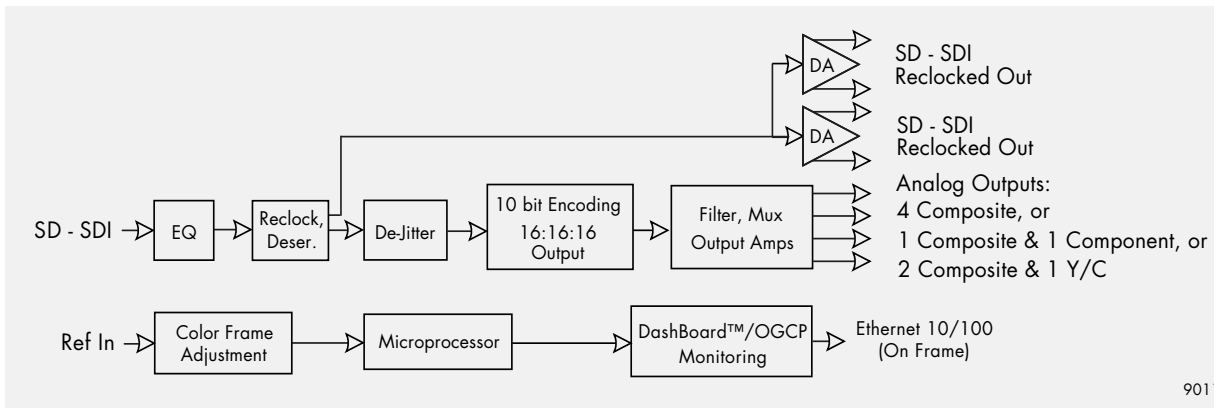 DA
SD - SDI
Reclocked Out
DA
SD - SDI
Reclocked Out
SD - SDI
EQ
Reclock,
Deser.
De-Jitter
10 bit Encoding
16:16:16
Output
Filter, Mux
Output Amps
Analog Outputs:
4 Composite, or
1 Composite & 1 Component, or
2 Composite & 1 Y/C
Ref In
Color Frame
Adjustment
Microprocessor
DashBoard™/OGCP
Monitoring
Ethernet 10/100
(On Frame)